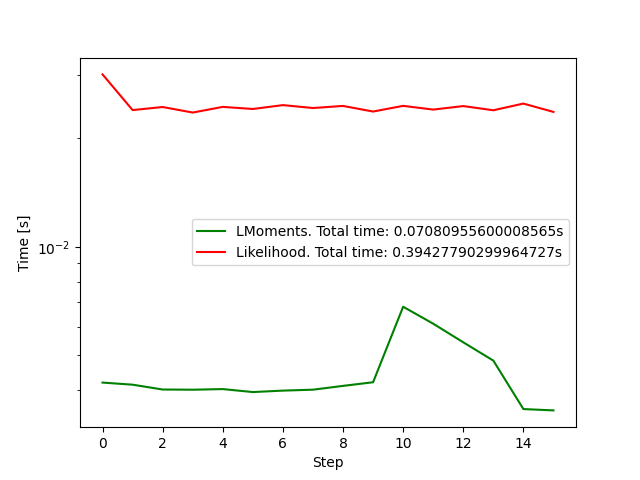 Time [s]
10⁻²
LMoments. Total time: 0.07080955600008565s
Likelihood. Total time: 0.39427790299964727s
0 2 4 6 8 10 12 14
Step